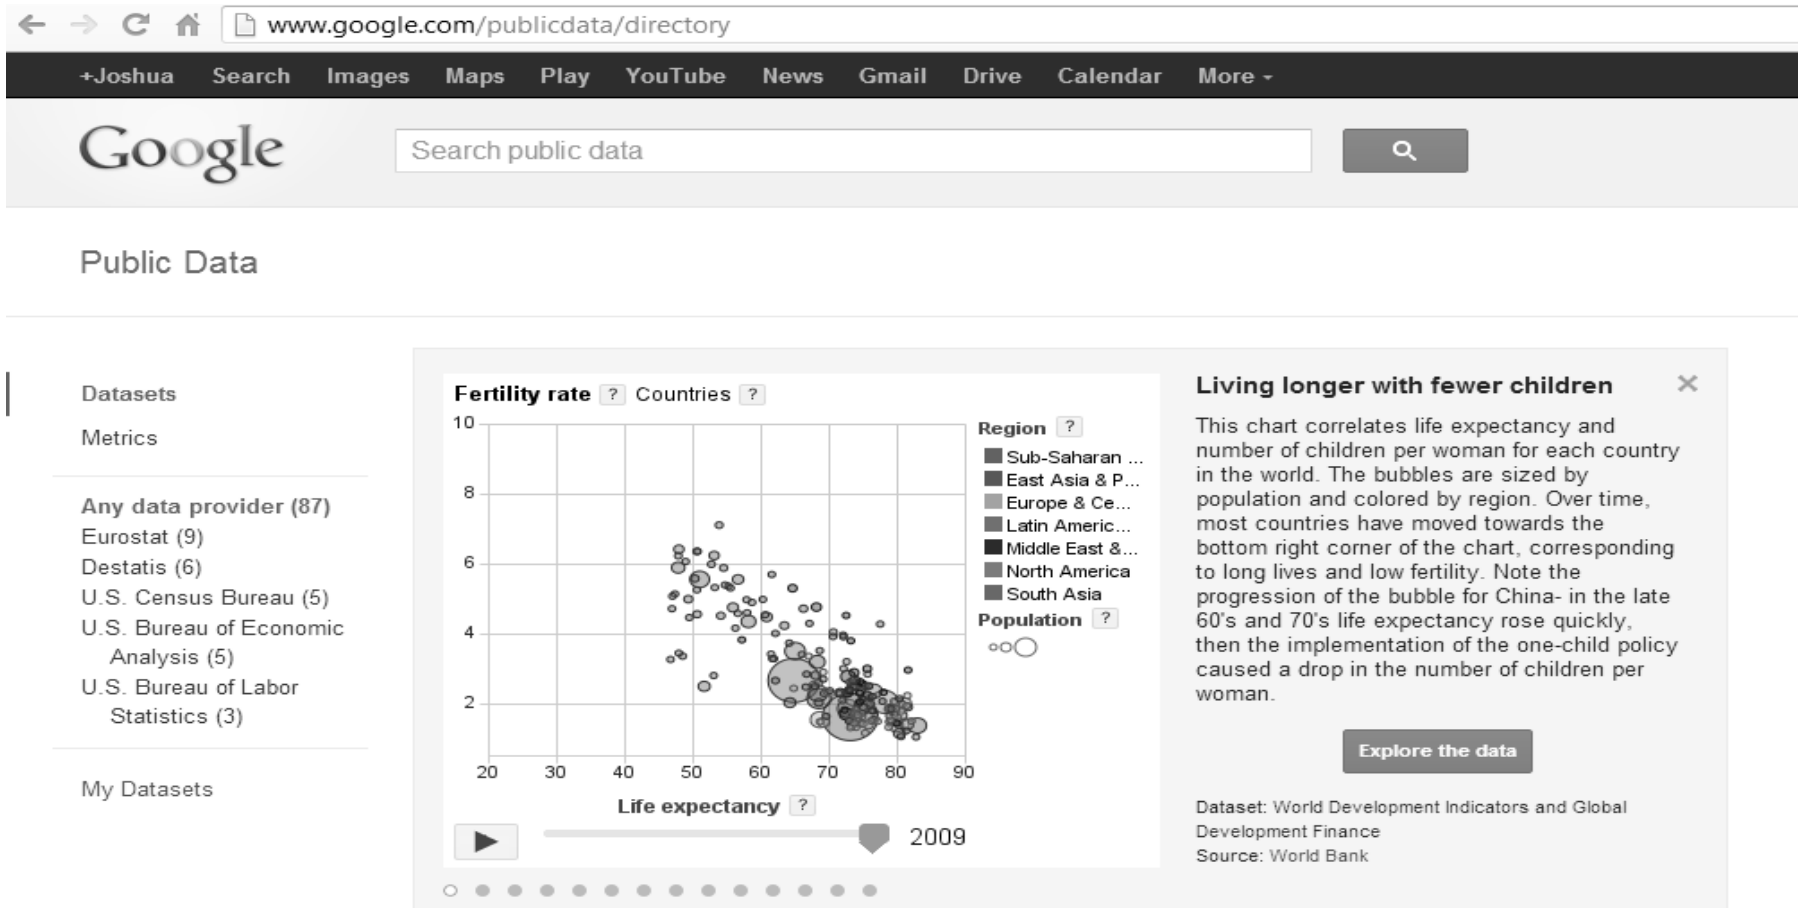 www.google.com/publicdata/directory
+Joshua Search Images Maps Play YouTube News Gmail Drive Calendar More
Google
Search public data
Public Data
Datasets
Metrics
Any data provider (87)
Eurostat (9)
Destatis (6)
U.S. Census Bureau (5)
U.S. Bureau of Economic
Analysis (5)
U.S. Bureau of Labor
Statistics (3)
My Datasets
Fertility rate ? Countries ?
10
8
6
4
2
20 30 40 50 60 70 80 90
Life expectancy ?
2009
Region ?
Sub-Saharan ...
East Asia & P...
Europe & Ce...
Latin Americ...
Middle East &...
North America
South Asia
Population ?
Living longer with fewer children
This chart correlates life expectancy and
number of children per woman for each country
in the world. The bubbles are sized by
population and colored by region. Over time,
most countries have moved towards the
bottom right corner of the chart, corresponding
to long lives and low fertility. Note the
progression of the bubble for China- in the late
60's and 70's life expectancy rose quickly,
then the implementation of the one-child policy
caused a drop in the number of children per
woman.
Explore the data
Dataset: World Development Indicators and Global
Development Finance
Source: World Bank